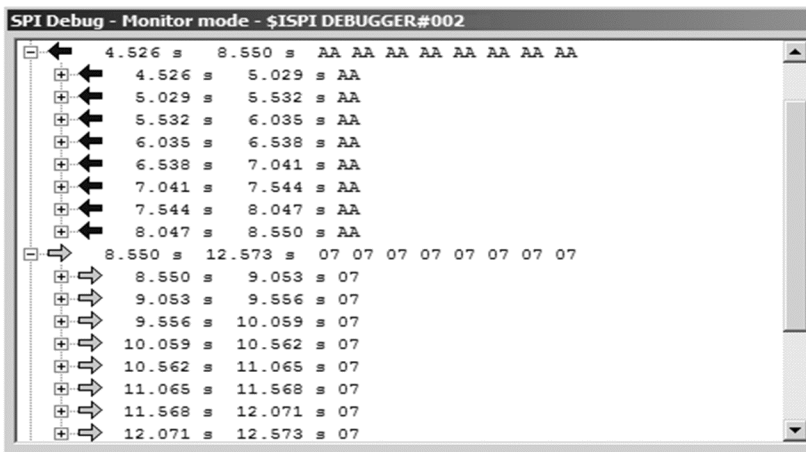 SPI Debug - Monitor mode - $ISPI DEBUGGER#002
4.526 s 8.550 s AA AA AA AA AA AA AA AA
4.526 s 5.029 s AA
5.029 s 5.532 s AA
5.532 s 6.035 s AA
6.035 s 6.538 s AA
6.538 s 7.041 s AA
7.041 s 7.544 s AA
7.544 s 8.047 s AA
8.047 s 8.550 s AA
8.550 s 12.573 s 07 07 07 07 07 07 07 07
8.550 s 9.053 s 07
9.053 s 9.556 s 07
9.556 s 10.059 s 07
10.059 s 10.562 s 07
10.562 s 11.065 s 07
11.065 s 11.568 s 07
11.568 s 12.071 s 07
12.071 s 12.573 s 07